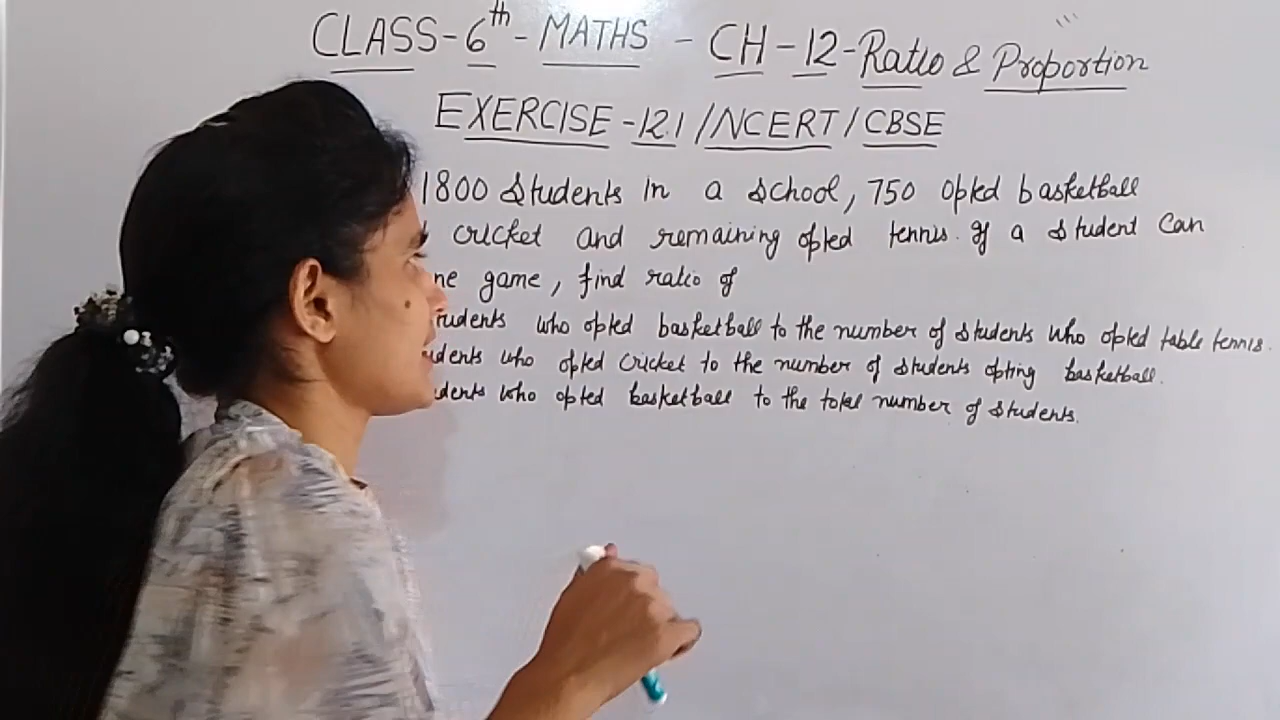 CLASS-6th-MATHS - CH-12-Ratio & Proportion
EXERCISE-12.1/NCERT/CBSE
1800 Students in a School, 750 opted basketball
cricket and remaining opted tennis. If a student can
game, find ratio of
who opted basketball to the number of students who opted table tennis.
who opted cricket to the number of students opting basketball.
who opted basketball to the total number of students.